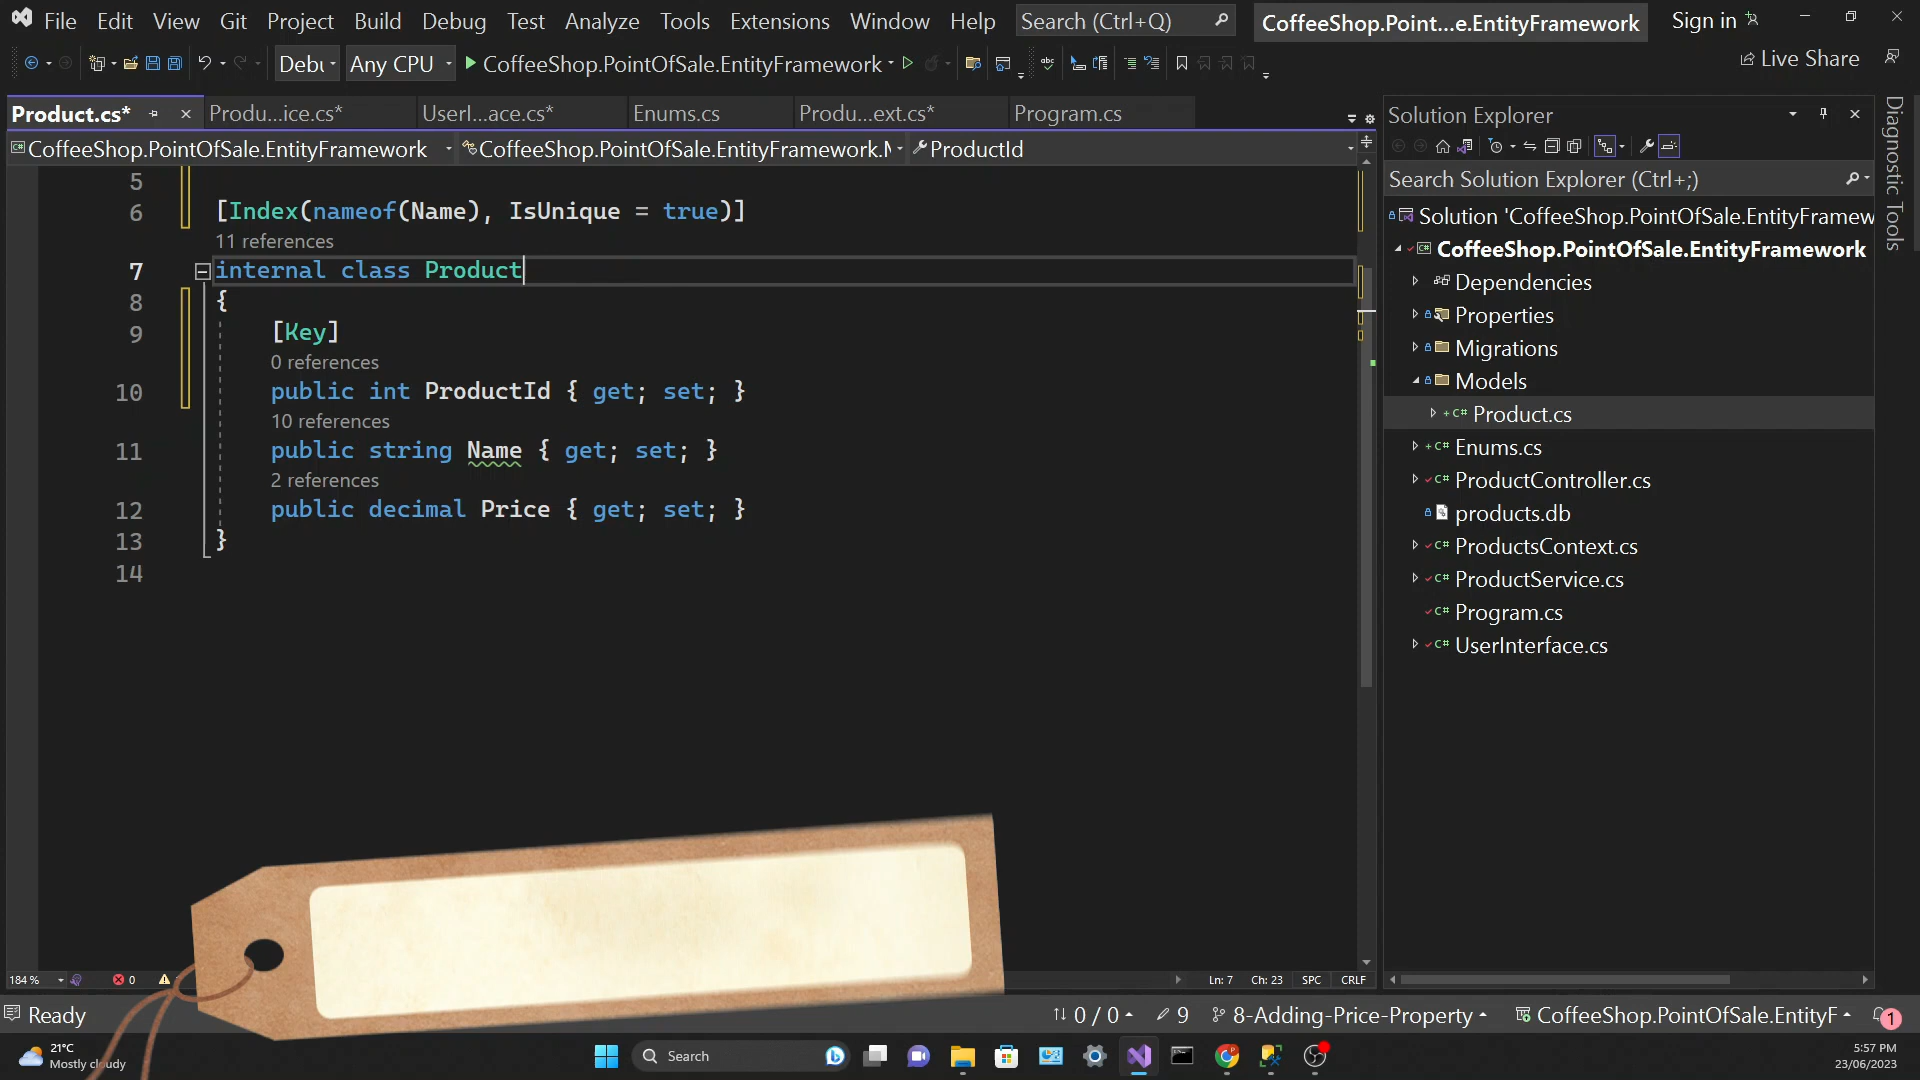 File Edit View Git Project Build Debug Test Analyze Tools Extensions Window Help Search (Ctrl+Q) CoffeeShop.Point...e.EntityFramework Sign in
Debu Any CPU CoffeeShop.PointOfSale.EntityFramework Live Share
Product.cs* Produ...ice.cs* UserI...ace.cs* Enums.cs Produ...ext.cs* Program.cs
CoffeeShop.PointOfSale.EntityFramework CoffeeShop.PointOfSale.EntityFramework.M ProductId
5
6 [Index(nameof(Name), IsUnique = true)]
11 references
7 internal class Product
8 {
9 [Key]
0 references
10 public int ProductId { get; set; }
10 references
11 public string Name { get; set; }
2 references
12 public decimal Price { get; set; }
13 }
14
184 % 0 Ln: 7 Ch: 23 SPC CRLF
Solution Explorer
Search Solution Explorer (Ctrl+;)
Solution 'CoffeeShop.PointOfSale.EntityFramew
CoffeeShop.PointOfSale.EntityFramework
Dependencies
Properties
Migrations
Models
Product.cs
Enums.cs
ProductController.cs
products.db
ProductsContext.cs
ProductService.cs
Program.cs
UserInterface.cs
Diagnostic Tools
Ready 0 / 0 9 8-Adding-Price-Property CoffeeShop.PointOfSale.EntityF 1
21°C
Mostly cloudy
Search
5:57 PM
23/06/2023